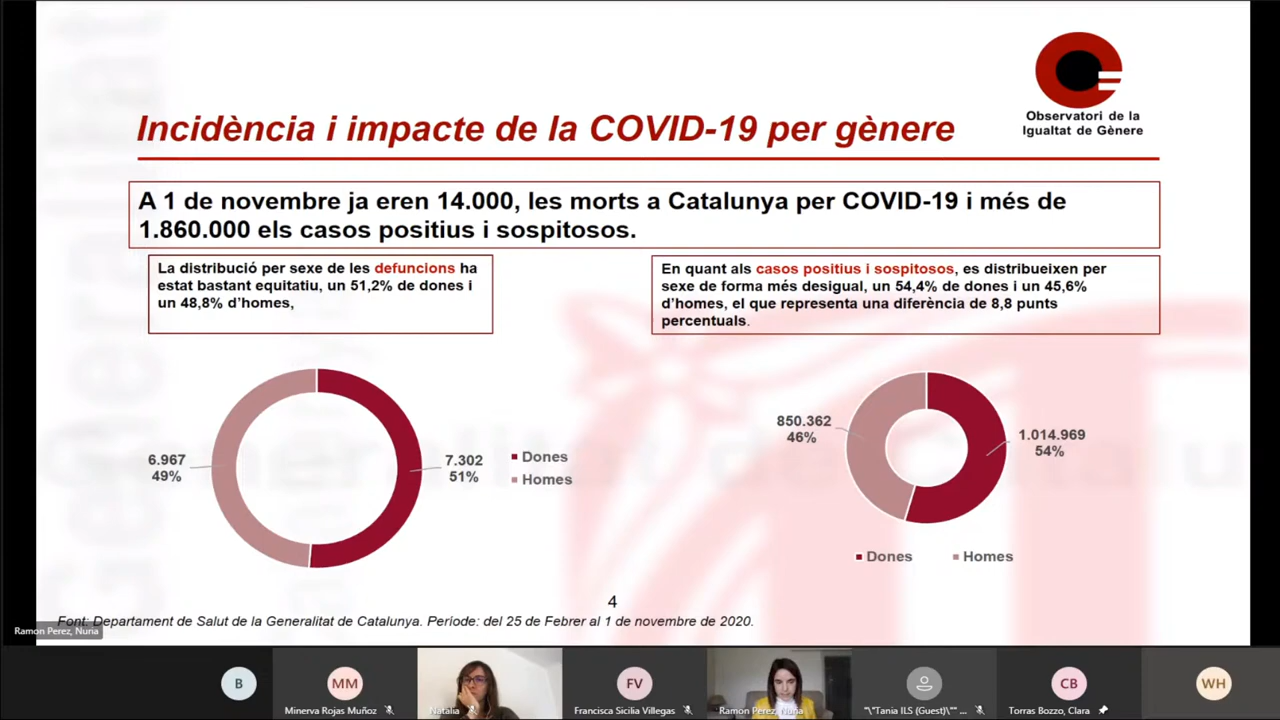 Observatori de la
Igualtat de Gènere
Incidència i impacte de la COVID-19 per gènere
A 1 de novembre ja eren 14.000, les morts a Catalunya per COVID-19 i més de
1.860.000 els casos positius i sospitosos.
La distribució per sexe de les defuncions ha
estat bastant equitatiu, un 51,2% de dones i
un 48,8% d'homes,
En quant als casos positius i sospitosos, es distribueixen per
sexe de forma més desigual, un 54,4% de dones i un 45,6%
d'homes, el que representa una diferència de 8,8 punts
percentuals.
6.967
49%
7.302
51%
Dones
Homes
850.362
46%
1.014.969
54%
Dones
Homes
4
Font: Departament de Salut de la Generalitat de Catalunya. Periode: del 25 de Febrer al 1 de novembre de 2020.
Ramon Perez, Nuria
B
MM
Minerva Rojas Muñoz
Natàlia
FV
Francisca Sicilia Villegas
Ramon Perez, Nuria
"\"Tania ILS (Guest)\"" ...
CB
Torras Bozzo, Clara
WH